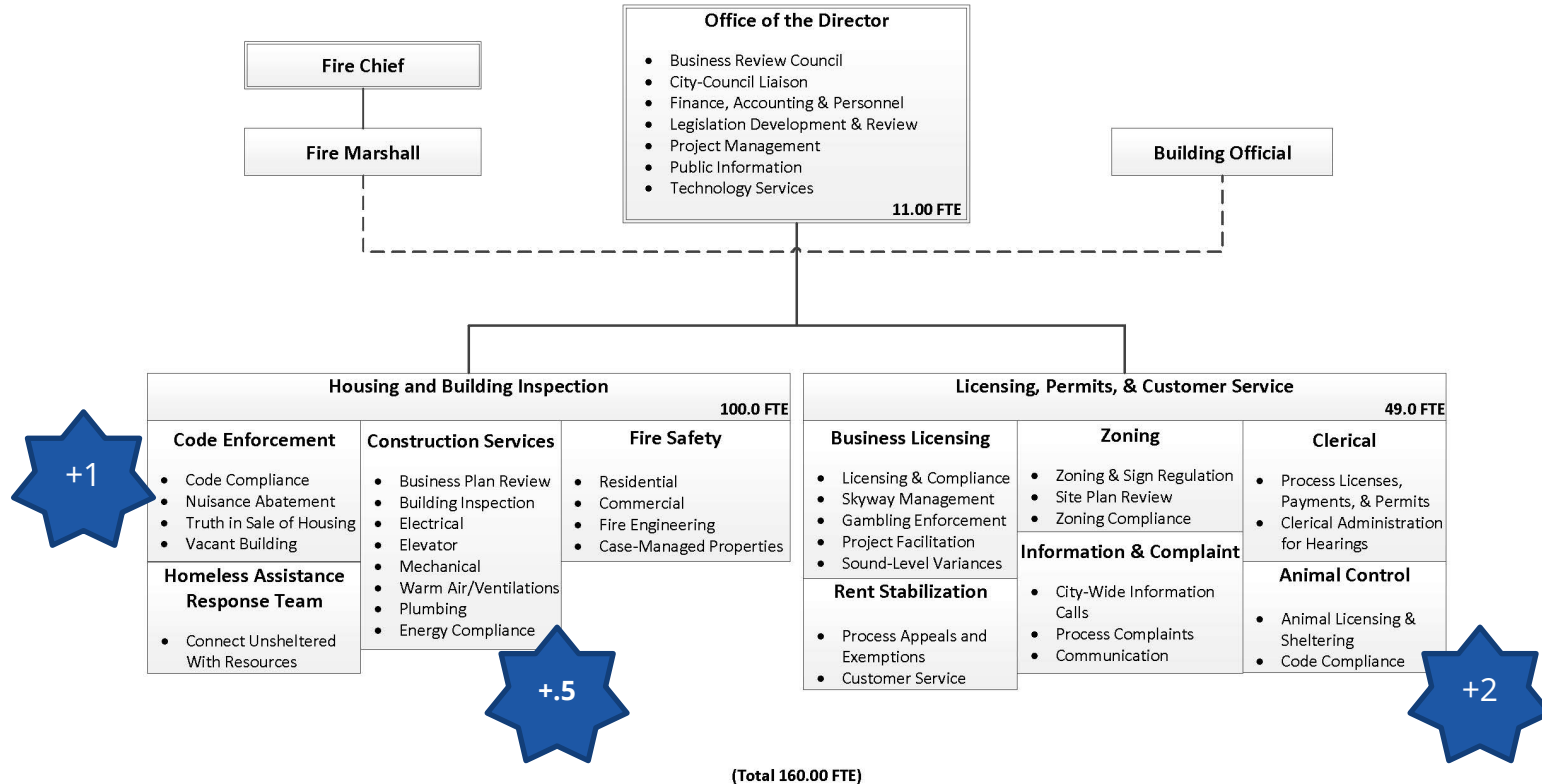 Office of the Director
• Business Review Council
• City-Council Liaison
• Finance, Accounting & Personnel
• Legislation Development & Review
• Project Management
• Public Information
• Technology Services
11.00 FTE
Fire Chief
Fire Marshall
Building Official
Housing and Building Inspection
100.0 FTE
Code Enforcement
• Code Compliance
• Nuisance Abatement
• Truth in Sale of Housing
• Vacant Building
+1
Homeless Assistance
Response Team
• Connect Unsheltered
With Resources
Construction Services
• Business Plan Review
• Building Inspection
• Electrical
• Elevator
• Mechanical
• Warm Air/Ventilations
• Plumbing
• Energy Compliance
+.5
Fire Safety
• Residential
• Commercial
• Fire Engineering
• Case-Managed Properties
Licensing, Permits, & Customer Service
49.0 FTE
Business Licensing
• Licensing & Compliance
• Skyway Management
• Gambling Enforcement
• Project Facilitation
• Sound-Level Variances
Rent Stabilization
• Process Appeals and
Exemptions
• Customer Service
Zoning
• Zoning & Sign Regulation
• Site Plan Review
• Zoning Compliance
Information & Complaint
• City-Wide Information
Calls
• Process Complaints
• Communication
Clerical
• Process Licenses,
Payments, & Permits
• Clerical Administration
for Hearings
Animal Control
• Animal Licensing &
Sheltering
• Code Compliance
+2
(Total 160.00 FTE)